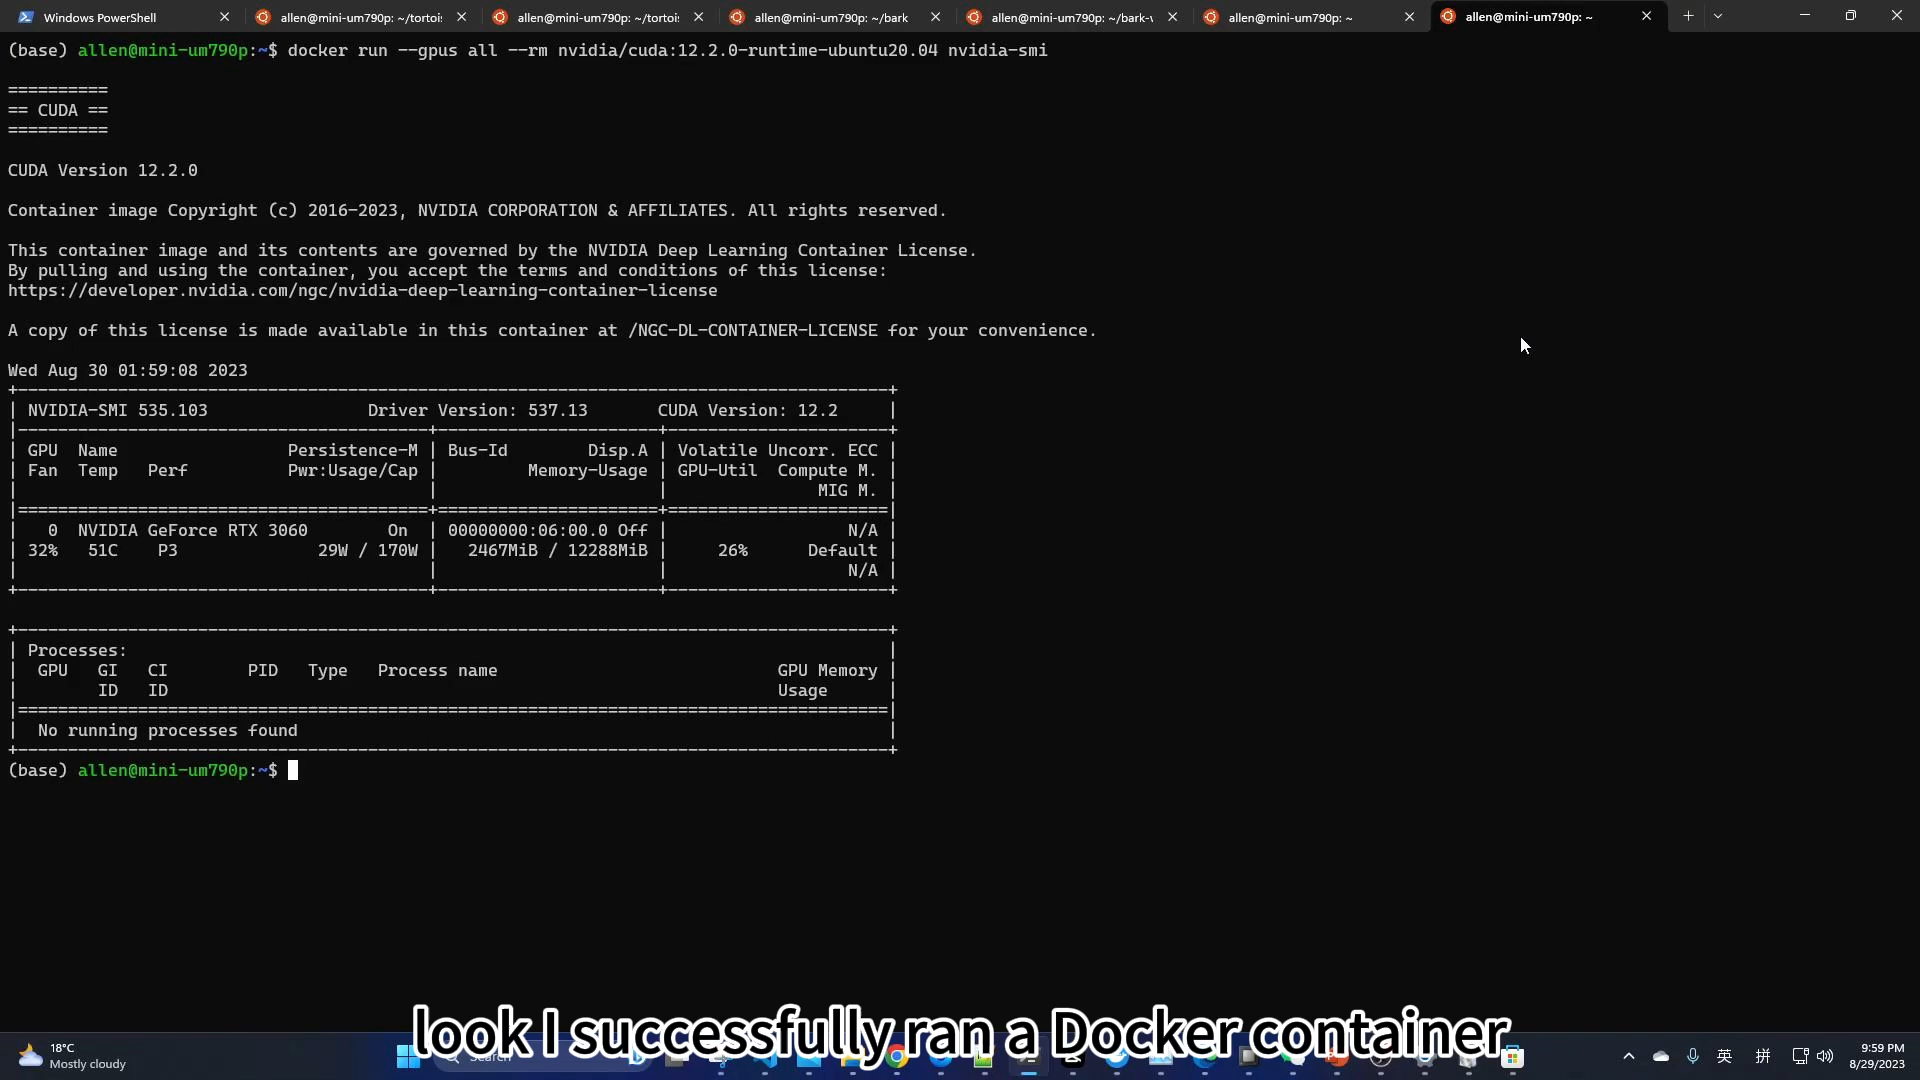 Windows PowerShell
allen@mini-um790p: ~/tortoi
allen@mini-um790p: ~/tortoi
allen@mini-um790p: ~/bark
allen@mini-um790p: ~/bark-v
allen@mini-um790p: ~
allen@mini-um790p: ~
(base) allen@mini-um790p:~$ docker run --gpus all --rm nvidia/cuda:12.2.0-runtime-ubuntu20.04 nvidia-smi
==========
== CUDA ==
==========
CUDA Version 12.2.0
Container image Copyright (c) 2016-2023, NVIDIA CORPORATION & AFFILIATES. All rights reserved.
This container image and its contents are governed by the NVIDIA Deep Learning Container License.
By pulling and using the container, you accept the terms and conditions of this license:
https://developer.nvidia.com/ngc/nvidia-deep-learning-container-license
A copy of this license is made available in this container at /NGC-DL-CONTAINER-LICENSE for your convenience.
Wed Aug 30 01:59:08 2023
+-----------------------------------------------------------------------------------------+
| NVIDIA-SMI 535.103                Driver Version: 537.13       CUDA Version: 12.2     |
|-----------------------------------------+----------------------+----------------------+
| GPU  Name                 Persistence-M | Bus-Id        Disp.A | Volatile Uncorr. ECC |
| Fan  Temp   Perf          Pwr:Usage/Cap |         Memory-Usage | GPU-Util  Compute M. |
|                                         |                      |               MIG M. |
|=========================================+======================+======================|
|   0  NVIDIA GeForce RTX 3060        On  | 00000000:06:00.0 Off |                  N/A |
| 32%   51C    P3               29W / 170W |   2467MiB / 12288MiB |     26%      Default |
|                                         |                      |                  N/A |
+-----------------------------------------+----------------------+----------------------+
+---------------------------------------------------------------------------------------+
| Processes:                                                                            |
|  GPU   GI   CI        PID   Type   Process name                            GPU Memory |
|        ID   ID                                                             Usage      |
|=======================================================================================|
|  No running processes found                                                           |
+---------------------------------------------------------------------------------------+
(base) allen@mini-um790p:~$
look I successfully ran a Docker container
18°C
Mostly cloudy
Search
英
拼
9:59 PM
8/29/2023